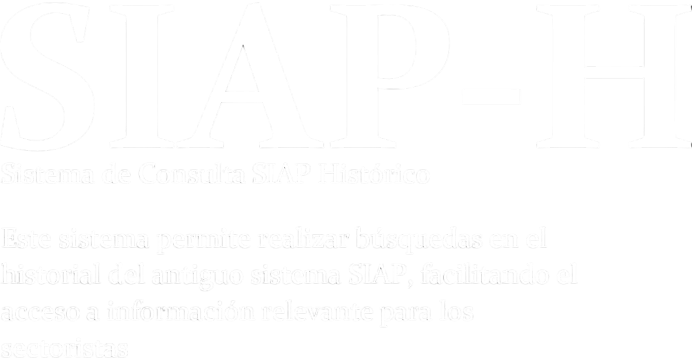 SIAP-H
Sistema de Consulta SIAP Histórico
Este sistema permite realizar búsquedas en el
historial del antiguo sistema SIAP, facilitando el
acceso a información relevante para los
sectoristas